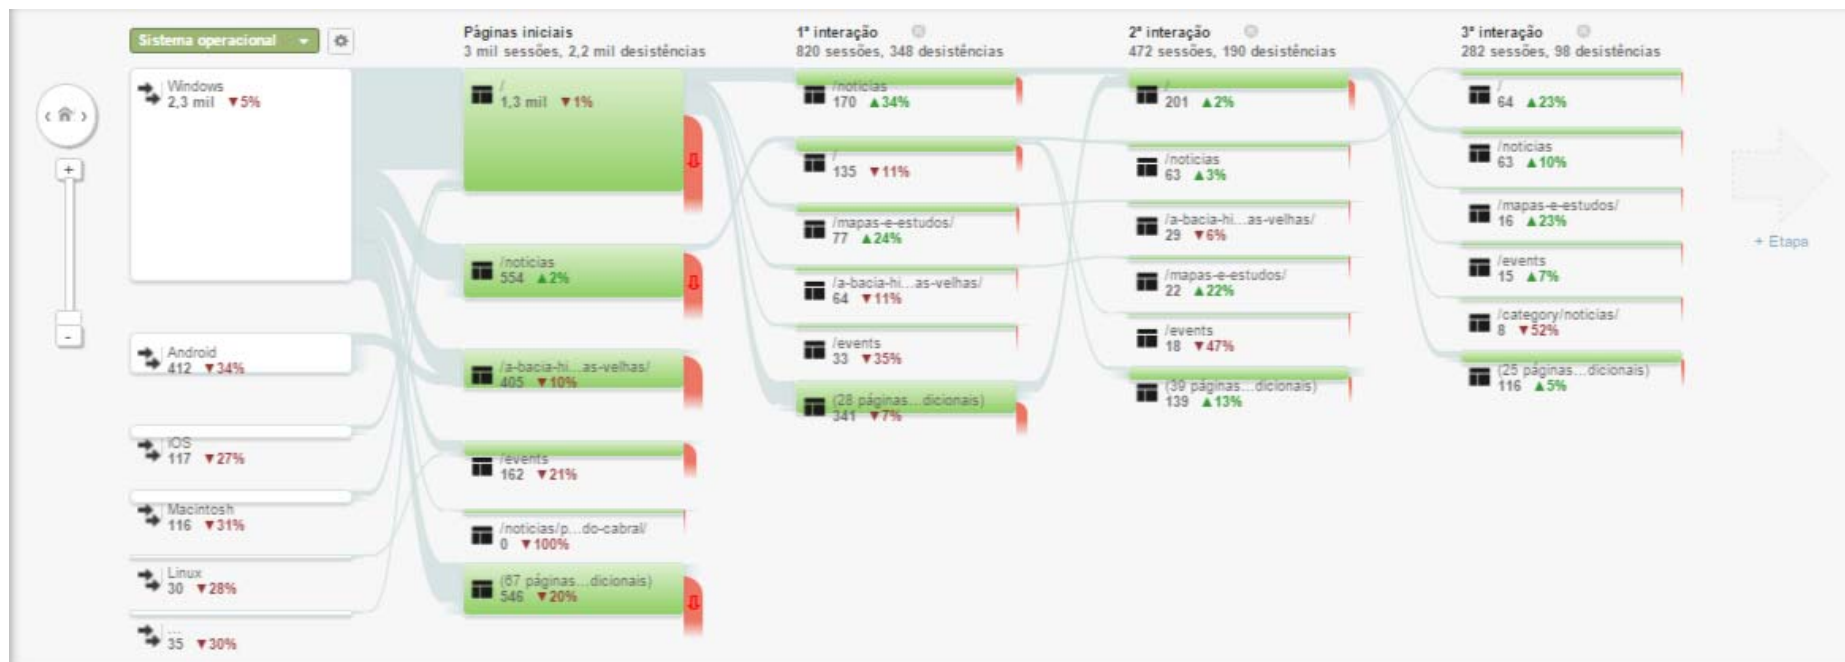 Sistema operacional
Windows
2,3 mil ▼5%
Android
412 ▼34%
iOS
117 ▼27%
Macintosh
116 ▼31%
Linux
30 ▼28%
...
35 ▼30%
+
-
Páginas iniciais
3 mil sessões, 2,2 mil desistências
/
1,3 mil ▼1%
/noticias
554 ▲2%
/a-bacia-hi...as-velhas/
405 ▼10%
/events
162 ▼21%
/noticias/p...do-cabral/
0 ▼100%
(67 páginas...dicionais)
546 ▼20%
1ª interação
820 sessões, 348 desistências
/noticias
170 ▲34%
/
135 ▼11%
/mapas-e-estudos/
77 ▲24%
/a-bacia-hi...as-velhas/
64 ▼11%
/events
33 ▼35%
(28 páginas...dicionais)
341 ▼7%
2ª interação
472 sessões, 190 desistências
/
201 ▲2%
/noticias
63 ▲3%
/a-bacia-hi...as-velhas/
29 ▼6%
/mapas-e-estudos/
22 ▲22%
/events
18 ▼47%
(39 páginas...dicionais)
139 ▲13%
3ª interação
282 sessões, 98 desistências
/
64 ▲23%
/noticias
63 ▲10%
/mapas-e-estudos/
16 ▲23%
/events
15 ▲7%
/category/noticias/
8 ▼52%
(25 páginas...dicionais)
116 ▲5%
+ Etapa